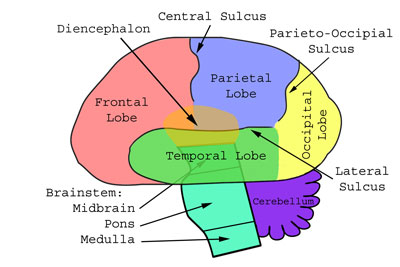 Central Sulcus
Diencephalon
Parieto-Occipial
Sulcus
Parietal
Lobe
Frontal
Lobe
Occipital
Lobe
Temporal Lobe
Lateral
Sulcus
Brainstem:
Midbrain
Pons
Medulla
Cerebellum